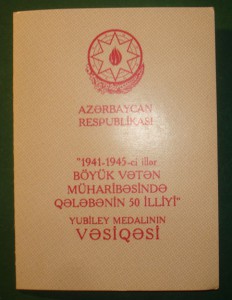 AZƏRBAYCAN
RESPUBLİKASI
"1941-1945-ci illər
BÖYÜK VƏTƏN
MÜHARİBƏSİNDƏ
QƏLƏBƏNİN 50 İLLİYİ"
YUBİLEY MEDALININ
VƏSİQƏSİ